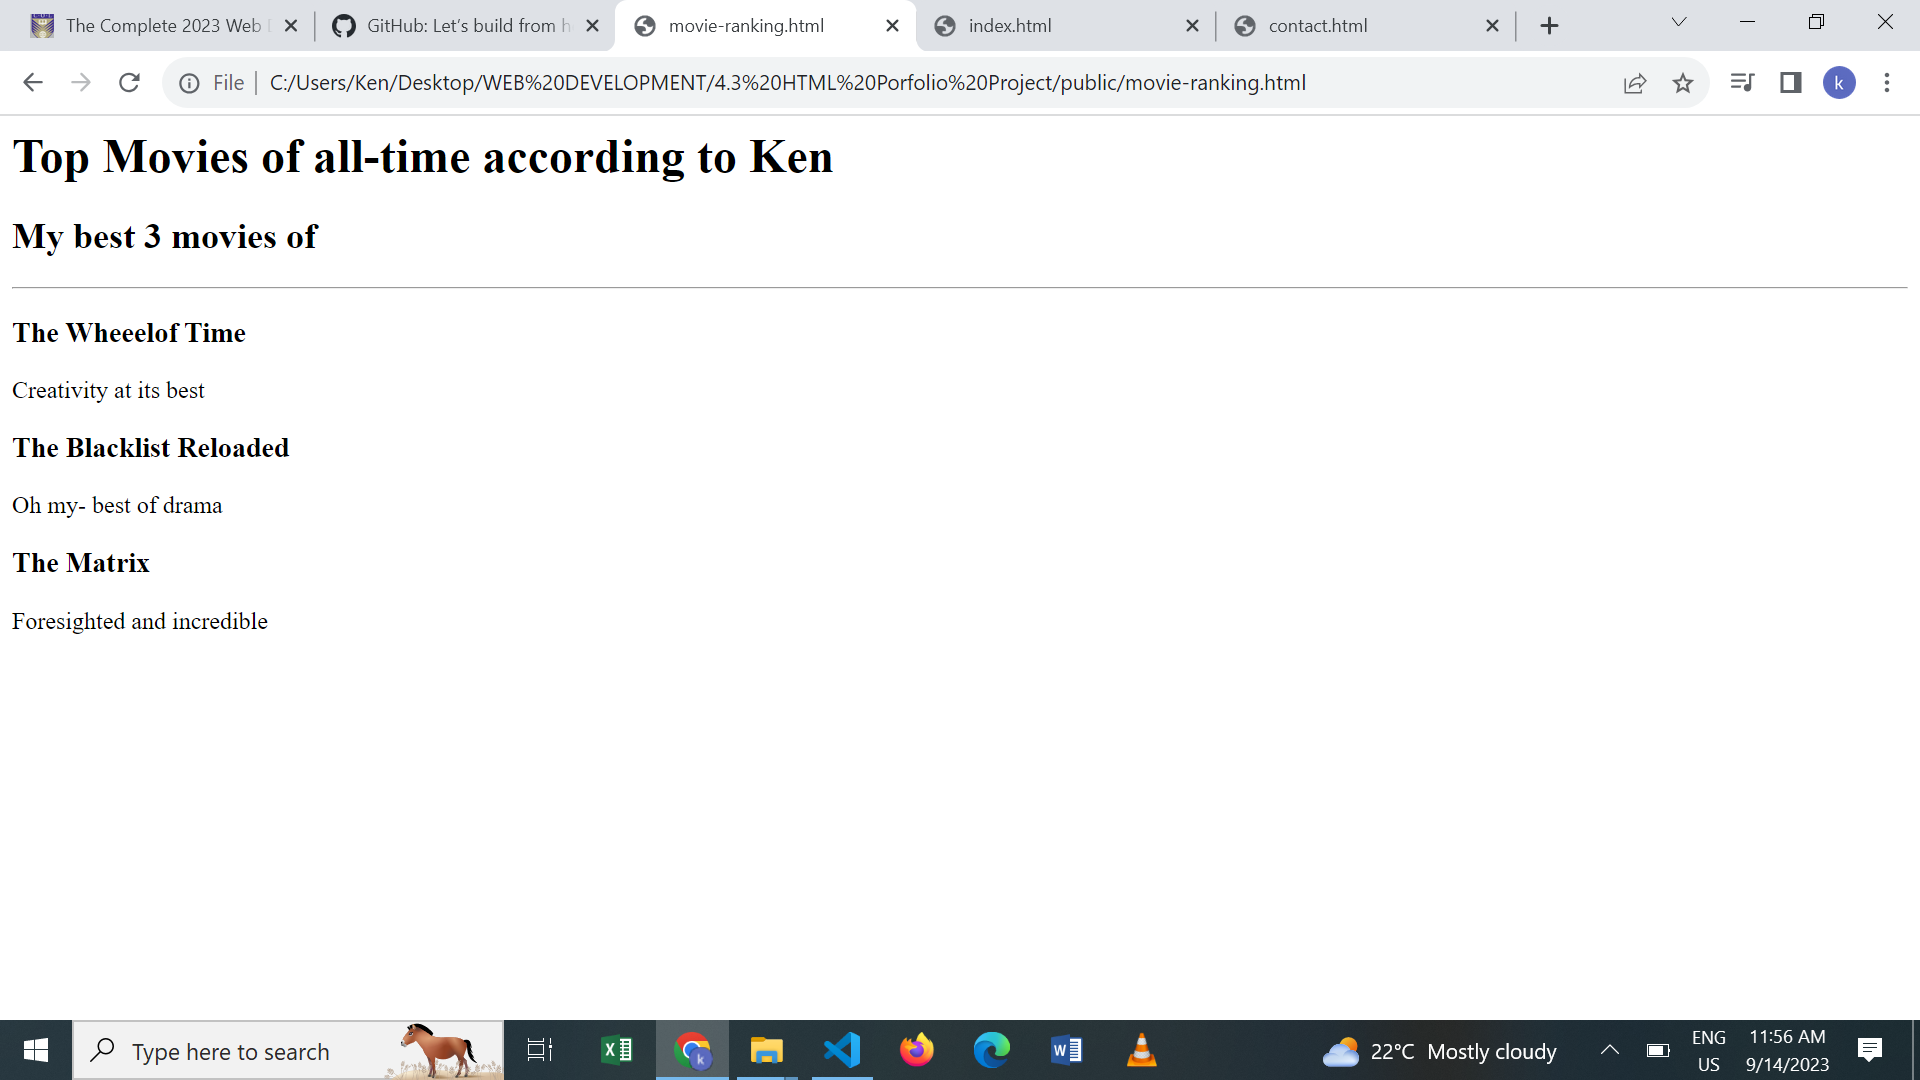 The Complete 2023 Web
GitHub: Let's build from h
movie-ranking.html
index.html
contact.html
File
C:/Users/Ken/Desktop/WEB%20DEVELOPMENT/4.3%20HTML%20Porfolio%20Project/public/movie-ranking.html
k
Top Movies of all-time according to Ken
My best 3 movies of
The Wheeelof Time
Creativity at its best
The Blacklist Reloaded
Oh my- best of drama
The Matrix
Foresighted and incredible
Type here to search
22°C Mostly cloudy
ENG
US
11:56 AM
9/14/2023